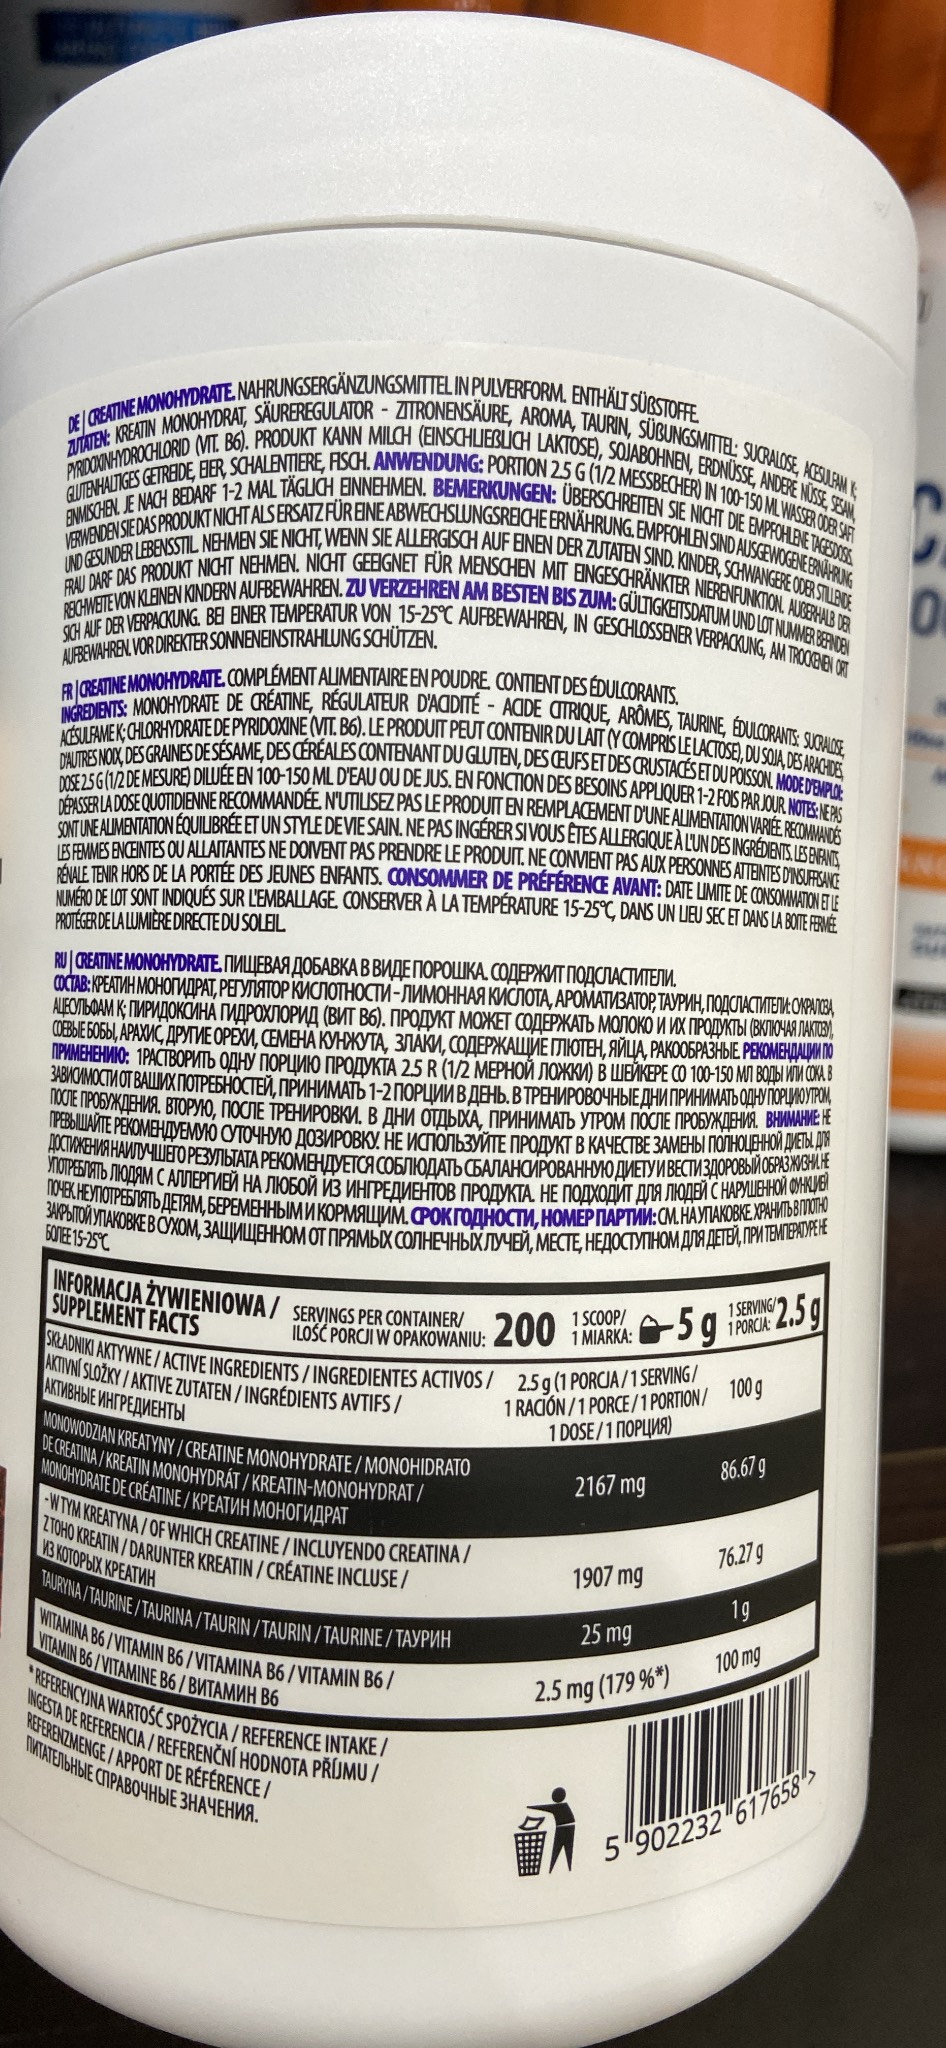 DE | CREATINE MONOHYDRATE. NAHRUNGSERGÄNZUNGSMITTEL IN PULVERFORM. ENTHÄLT SÜßSTOFFE.
ZUTATEN: KREATIN MONOHYDRAT, SÄUREREGULATOR - ZITRONENSÄURE, AROMA, TAURIN, SÜßUNGSMITTEL: SUCRALOSE, ACESULFAM K;
PYRIDOXINHYDROCHLORID (VIT. B6). PRODUKT KANN MILCH (EINSCHLIEßLICH LAKTOSE), SOJABOHNEN, ERDNÜSSE, ANDERE NÜSSE, SESAM,
GLUTENHALTIGES GETREIDE, EIER, SCHALENTIERE, FISCH. ANWENDUNG: PORTION 2.5 G (1/2 MESSBECHER) IN 100-150 ML WASSER ODER SAFT
EINMISCHEN. JE NACH BEDARF 1-2 MAL TÄGLICH EINNEHMEN. BEMERKUNGEN: ÜBERSCHREITEN SIE NICHT DIE EMPFOHLENE TAGESDOSIS.
VERWENDEN SIE DAS PRODUKT NICHT ALS ERSATZ FÜR EINE ABWECHSLUNGSREICHE ERNÄHRUNG. EMPFOHLEN SIND AUSGEWOGENE ERNÄHRUNG
UND GESUNDER LEBENSSTIL. NEHMEN SIE NICHT, WENN SIE ALLERGISCH AUF EINEN DER ZUTATEN SIND. KINDER, SCHWANGERE ODER STILLENDE
FRAU DARF DAS PRODUKT NICHT NEHMEN. NICHT GEEIGNET FÜR MENSCHEN MIT EINGESCHRÄNKTER NIERENFUNKTION. AUßERHALB DER
REICHWEITE VON KLEINEN KINDERN AUFBEWAHREN. ZU VERZEHREN AM BESTEN BIS ZUM: GÜLTIGKEITSDATUM UND LOT NUMMER BEFINDEN
SICH AUF DER VERPACKUNG. BEI EINER TEMPERATUR VON 15-25°C AUFBEWAHREN, IN GESCHLOSSENER VERPACKUNG, AM TROCKENEN ORT
AUFBEWAHREN. VOR DIREKTER SONNENEINSTRAHLUNG SCHÜTZEN.
FR | CREATINE MONOHYDRATE. COMPLÉMENT ALIMENTAIRE EN POUDRE. CONTIENT DES ÉDULCORANTS.
INGREDIENTS: MONOHYDRATE DE CRÉATINE, RÉGULATEUR D'ACIDITÉ - ACIDE CITRIQUE, ARÔMES, TAURINE, ÉDULCORANTS: SUCRALOSE,
ACÉSULFAME K; CHLORHYDRATE DE PYRIDOXINE (VIT. B6). LE PRODUIT PEUT CONTENIR DU LAIT (Y COMPRIS LE LACTOSE), DU SOJA, DES ARACHIDES,
D'AUTRES NOIX, DES GRAINES DE SÉSAME, DES CÉRÉALES CONTENANT DU GLUTEN, DES ŒUFS ET DES CRUSTACÉS ET DU POISSON. MODE D'EMPLOI:
DOSE 2.5 G (1/2 DE MESURE) DILUÉE EN 100-150 ML D'EAU OU DE JUS. EN FONCTION DES BESOINS APPLIQUER 1-2 FOIS PAR JOUR. NOTES: NE PAS
DÉPASSER LA DOSE QUOTIDIENNE RECOMMANDÉE. N'UTILISEZ PAS LE PRODUIT EN REMPLACEMENT D'UNE ALIMENTATION VARIÉE. RECOMMANDÉS
SONT UNE ALIMENTATION ÉQUILIBRÉE ET UN STYLE DE VIE SAIN. NE PAS INGÉRER SI VOUS ÊTES ALLERGIQUE À L'UN DES INGRÉDIENTS. LES ENFANTS,
LES FEMMES ENCEINTES OU ALLAITANTES NE DOIVENT PAS PRENDRE LE PRODUIT. NE CONVIENT PAS AUX PERSONNES ATTEINTES D'INSUFFISANCE
RÉNALE. TENIR HORS DE LA PORTÉE DES JEUNES ENFANTS. CONSOMMER DE PRÉFÉRENCE AVANT: DATE LIMITE DE CONSOMMATION ET LE
NUMÉRO DE LOT SONT INDIQUÉS SUR L'EMBALLAGE. CONSERVER À LA TEMPÉRATURE 15-25°C, DANS UN LIEU SEC ET DANS LA BOITE FERMÉE.
PROTÉGER DE LA LUMIÈRE DIRECTE DU SOLEIL.
RU | CREATINE MONOHYDRATE. ПИЩЕВАЯ ДОБАВКА В ВИДЕ ПОРОШКА. СОДЕРЖИТ ПОДСЛАСТИТЕЛИ.
СОСТАВ: КРЕАТИН МОНОГИДРАТ, РЕГУЛЯТОР КИСЛОТНОСТИ - ЛИМОННАЯ КИСЛОТА, АРОМАТИЗАТОР, ТАУРИН, ПОДСЛАСТИТЕЛИ: СУКРАЛОЗА,
АЦЕСУЛЬФАМ К; ПИРИДОКСИНА ГИДРОХЛОРИД (ВИТ B6). ПРОДУКТ МОЖЕТ СОДЕРЖАТЬ МОЛОКО И ИХ ПРОДУКТЫ (ВКЛЮЧАЯ ЛАКТОЗУ),
СОЕВЫЕ БОБЫ, АРАХИС, ДРУГИЕ ОРЕХИ, СЕМЕНА КУНЖУТА, ЗЛАКИ, СОДЕРЖАЩИЕ ГЛЮТЕН, ЯЙЦА, РАКООБРАЗНЫЕ. РЕКОМЕНДАЦИИ ПО
ПРИМЕНЕНИЮ: 1РАСТВОРИТЬ ОДНУ ПОРЦИЮ ПРОДУКТА 2.5 R (1/2 МЕРНОЙ ЛОЖКИ) В ШЕЙКЕРЕ СО 100-150 МЛ ВОДЫ ИЛИ СОКА. В
ЗАВИСИМОСТИ ОТ ВАШИХ ПОТРЕБНОСТЕЙ, ПРИНИМАТЬ 1-2 ПОРЦИИ В ДЕНЬ. В ТРЕНИРОВОЧНЫЕ ДНИ ПРИНИМАТЬ ОДНУ ПОРЦИЮ УТРОМ,
ПОСЛЕ ПРОБУЖДЕНИЯ. ВТОРУЮ, ПОСЛЕ ТРЕНИРОВКИ. В ДНИ ОТДЫХА, ПРИНИМАТЬ УТРОМ ПОСЛЕ ПРОБУЖДЕНИЯ. ВНИМАНИЕ: НЕ
ПРЕВЫШАЙТЕ РЕКОМЕНДУЕМУЮ СУТОЧНУЮ ДОЗИРОВКУ. НЕ ИСПОЛЬЗУЙТЕ ПРОДУКТ В КАЧЕСТВЕ ЗАМЕНЫ ПОЛНОЦЕННОЙ ДИЕТЫ. ДЛЯ
ДОСТИЖЕНИЯ НАИЛУЧШЕГО РЕЗУЛЬТАТА РЕКОМЕНДУЕТСЯ СОБЛЮДАТЬ СБАЛАНСИРОВАННУЮ ДИЕТУ И ВЕСТИ ЗДОРОВЫЙ ОБРАЗ ЖИЗНИ. НЕ
УПОТРЕБЛЯТЬ ЛЮДЯМ С АЛЛЕРГИЕЙ НА ЛЮБОЙ ИЗ ИНГРЕДИЕНТОВ ПРОДУКТА. НЕ ПОДХОДИТ ДЛЯ ЛЮДЕЙ С НАРУШЕННОЙ ФУНКЦИЕЙ
ПОЧЕК. НЕ УПОТРЕБЛЯТЬ ДЕТЯМ, БЕРЕМЕННЫМ И КОРМЯЩИМ. СРОК ГОДНОСТИ, НОМЕР ПАРТИИ: СМ. НА УПАКОВКЕ. ХРАНИТЬ В ПЛОТНО
ЗАКРЫТОЙ УПАКОВКЕ В СУХОМ, ЗАЩИЩЕННОМ ОТ ПРЯМЫХ СОЛНЕЧНЫХ ЛУЧЕЙ, МЕСТЕ, НЕДОСТУПНОМ ДЛЯ ДЕТЕЙ, ПРИ ТЕМПЕРАТУРЕ НЕ
БОЛЕЕ 15-25°C.
INFORMACJA ŻYWIENIOWA /
SUPPLEMENT FACTS
SERVINGS PER CONTAINER/
ILOŚĆ PORCJI W OPAKOWANIU: 200
1 SCOOP/
1 MIARKA: 5 g
1 SERVING/
1 PORCJA: 2.5 g
SKŁADNIKI AKTYWNE / ACTIVE INGREDIENTS / INGREDIENTES ACTIVOS /
AKTIVNÍ SLOŽKY / AKTIVE ZUTATEN / INGRÉDIENTS AVTIFS /
АКТИВНЫЕ ИНГРЕДИЕНТЫ
2.5 g (1 PORCJA / 1 SERVING /
1 RACIÓN / 1 PORCE / 1 PORTION /
1 DOSE / 1 ПОРЦИЯ)
100 g
MONOWODZIAN KREATYNY / CREATINE MONOHYDRATE / MONOHIDRATO
DE CREATINA / KREATIN MONOHYDRÁT / KREATIN-MONOHYDRAT /
MONOHYDRATE DE CRÉATINE / КРЕАТИН МОНОГИДРАТ
2167 mg
86.67 g
- W TYM KREATYNA / OF WHICH CREATINE / INCLUYENDO CREATINA /
Z TOHO KREATIN / DARUNTER KREATIN / CRÉATINE INCLUSE /
ИЗ КОТОРЫХ КРЕАТИН
1907 mg
76.27 g
TAURYNA / TAURINE / TAURINA / TAURIN / TAURIN / TAURINE / ТАУРИН
25 mg
1 g
WITAMINA B6 / VITAMIN B6 / VITAMINA B6 / VITAMIN B6 /
VITAMIN B6 / VITAMINE B6 / ВИТАМИН B6
2.5 mg (179 %*)
100 mg
* REFERENCYJNA WARTOŚĆ SPOŻYCIA / REFERENCE INTAKE /
INGESTA DE REFERENCIA / REFERENČNÍ HODNOTA PŘÍJMU /
REFERENZMENGE / APPORT DE RÉFÉRENCE /
ПИТАТЕЛЬНЫЕ СПРАВОЧНЫЕ ЗНАЧЕНИЯ.
5 902232 617658 >